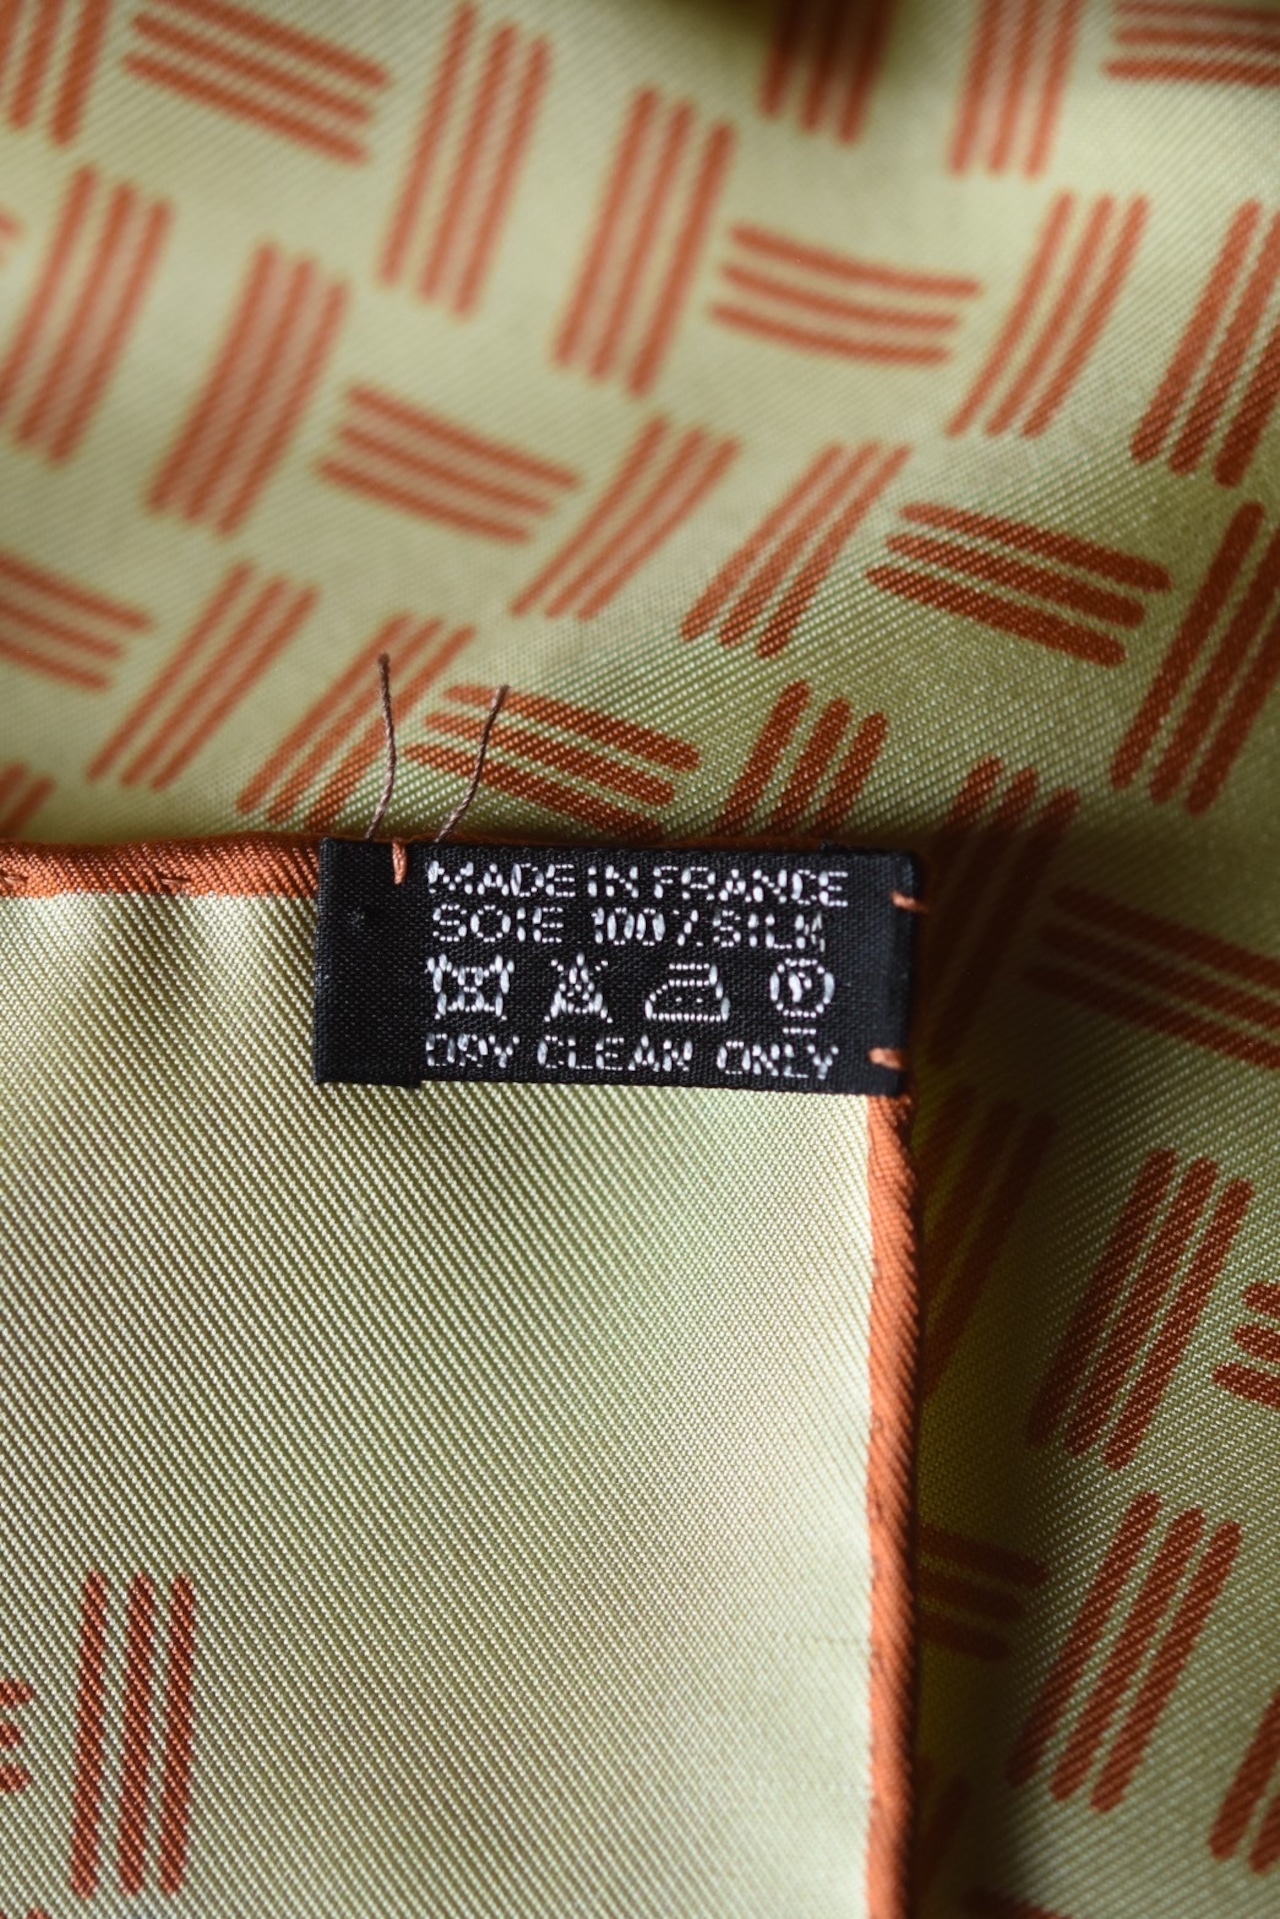 MADE IN FRANCE
SOIE 100% SILK
P
DRY CLEAN ONLY